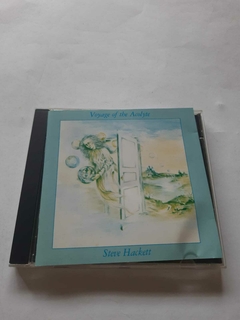 Voyage of the Acolyte
Steve Hackett